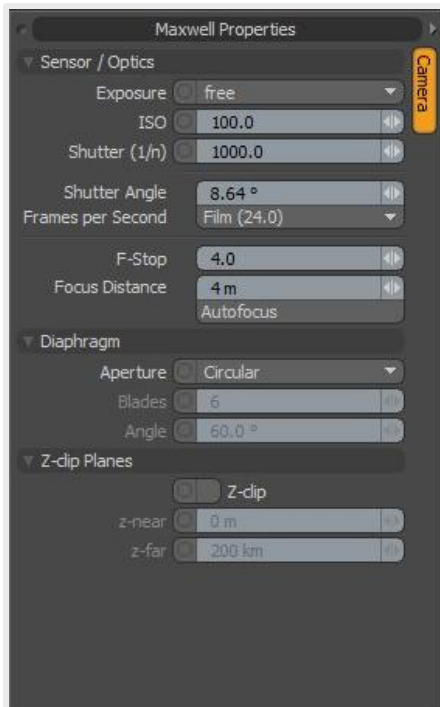 Maxwell Properties
Sensor / Optics
Camera
Exposure free
ISO 100.0
Shutter (1/n) 1000.0
Shutter Angle 8.64 °
Frames per Second Film (24.0)
F-Stop 4.0
Focus Distance 4 m
Autofocus
Diaphragm
Aperture Circular
Blades 6
Angle 60.0 °
Z-clip Planes
Z-clip
z-near 0 m
z-far 200 km